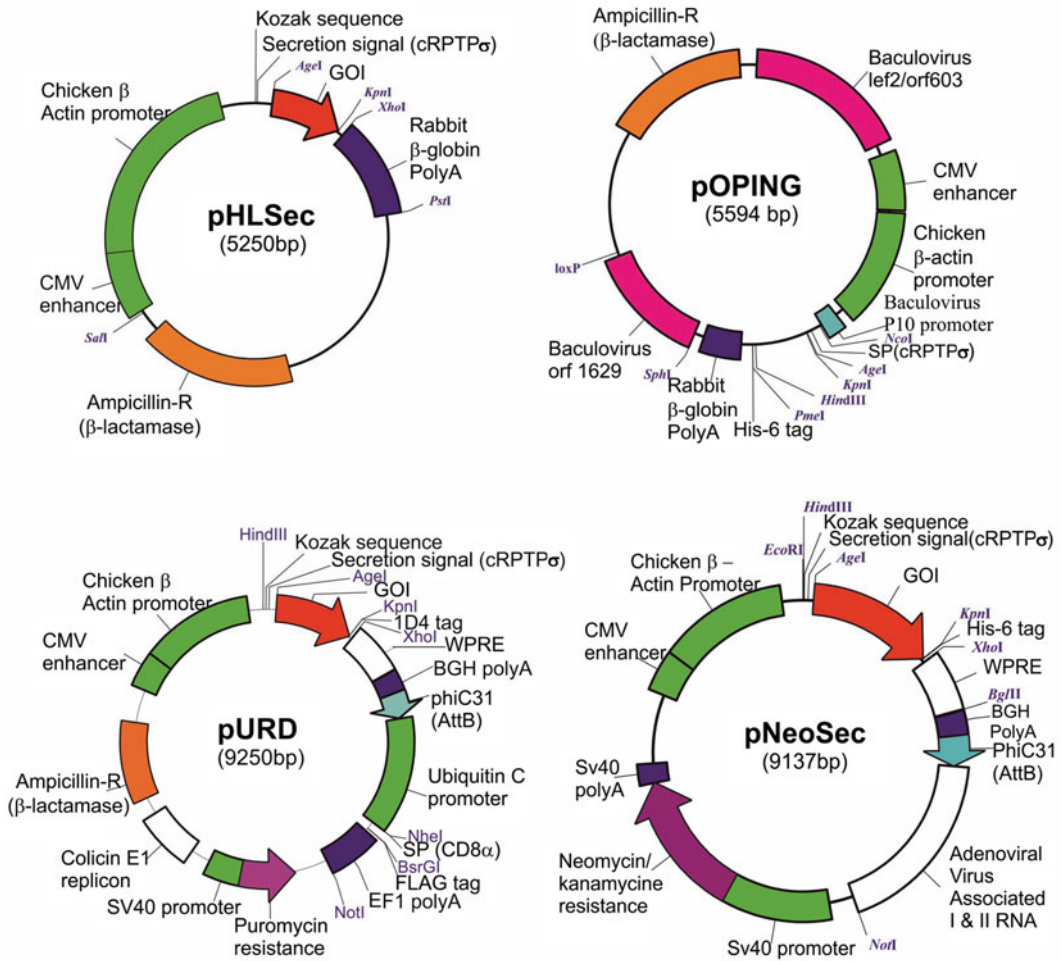 Kozak sequence
Secretion signal (cRPTPσ)
AgeI
GOI
KpnI
XhoI
Chicken β
Actin promoter
Rabbit
β-globin
PolyA
PstI
pHLSec
(5250bp)
CMV
enhancer
SalI
Ampicillin-R
(β-lactamase)
Ampicillin-R
(β-lactamase)
Baculovirus
lef2/orf603
CMV
enhancer
pOPING
(5594 bp)
Chicken
β-actin
promoter
loxP
Baculovirus
P10 promoter
NcoI
SP(cRPTPσ)
AgeI
KpnI
HindIII
PmeI
His-6 tag
Rabbit
β-globin
PolyA
SphI
Baculovirus
orf 1629
HindIII
Kozak sequence
Secretion signal (cRPTPσ)
AgeI
GOI
KpnI
1D4 tag
XhoI
WPRE
BGH polyA
phiC31
(AttB)
Chicken β
Actin promoter
CMV
enhancer
pURD
(9250bp)
Ampicillin-R
(β-lactamase)
Ubiquitin C
promoter
NheI
SP (CD8α)
BsrGI
FLAG tag
EF1 polyA
NotI
Colicin E1
replicon
SV40 promoter
Puromycin
resistance
HindIII
Kozak sequence
EcoRI
Secretion signal(cRPTPσ)
AgeI
GOI
Chicken β –
Actin Promoter
KpnI
His-6 tag
XhoI
WPRE
CMV
enhancer
BglII
BGH
PolyA
PhiC31
(AttB)
pNeoSec
(9137bp)
Sv40
polyA
Neomycin/
kanamycine
resistance
Adenoviral
Virus
Associated
I & II RNA
Sv40 promoter
NotI